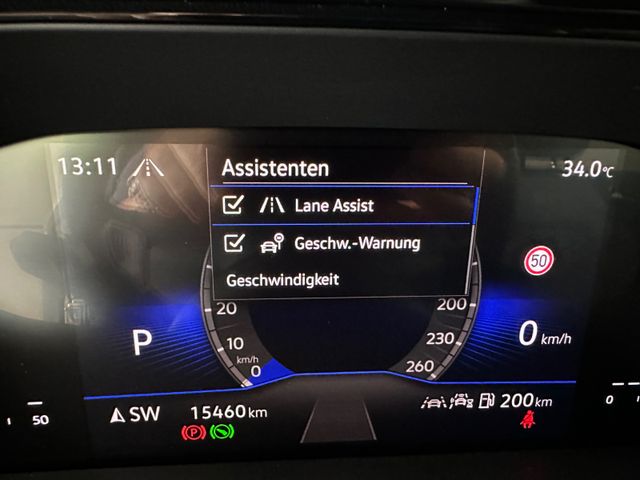 13:11
34.0°C
Assistenten
Lane Assist
Geschw.-Warnung
Geschwindigkeit
50
20
200
P
10
230
0 km/h
km/h
0
260
SW
15460 km
200 km
50
0
P